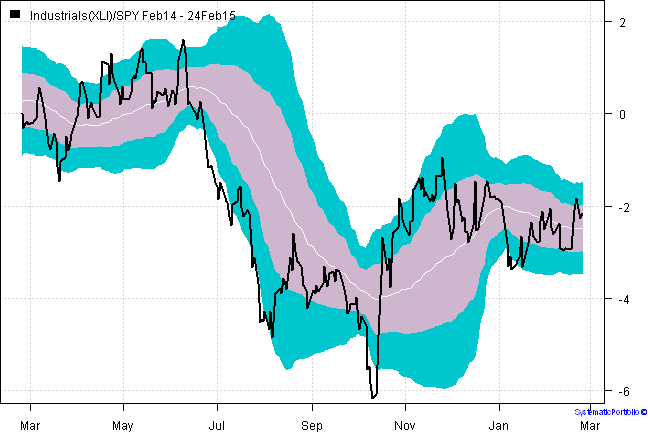 Industrials(XLI)/SPY Feb14 - 24Feb15
2
0
-2
-4
-6
SystematicPortfolio ©
Mar May Jul Sep Nov Jan Mar